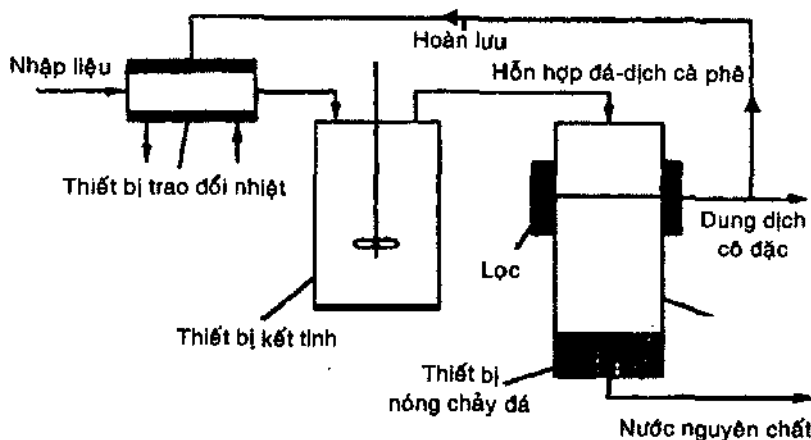 Hoàn lưu
Nhập liệu
Hỗn hợp đá-dịch cà phê
Thiết bị trao đổi nhiệt
Dung dịch
cô đặc
Lọc
Thiết bị kết tinh
Thiết bị
nóng chảy đá
Nước nguyên chất